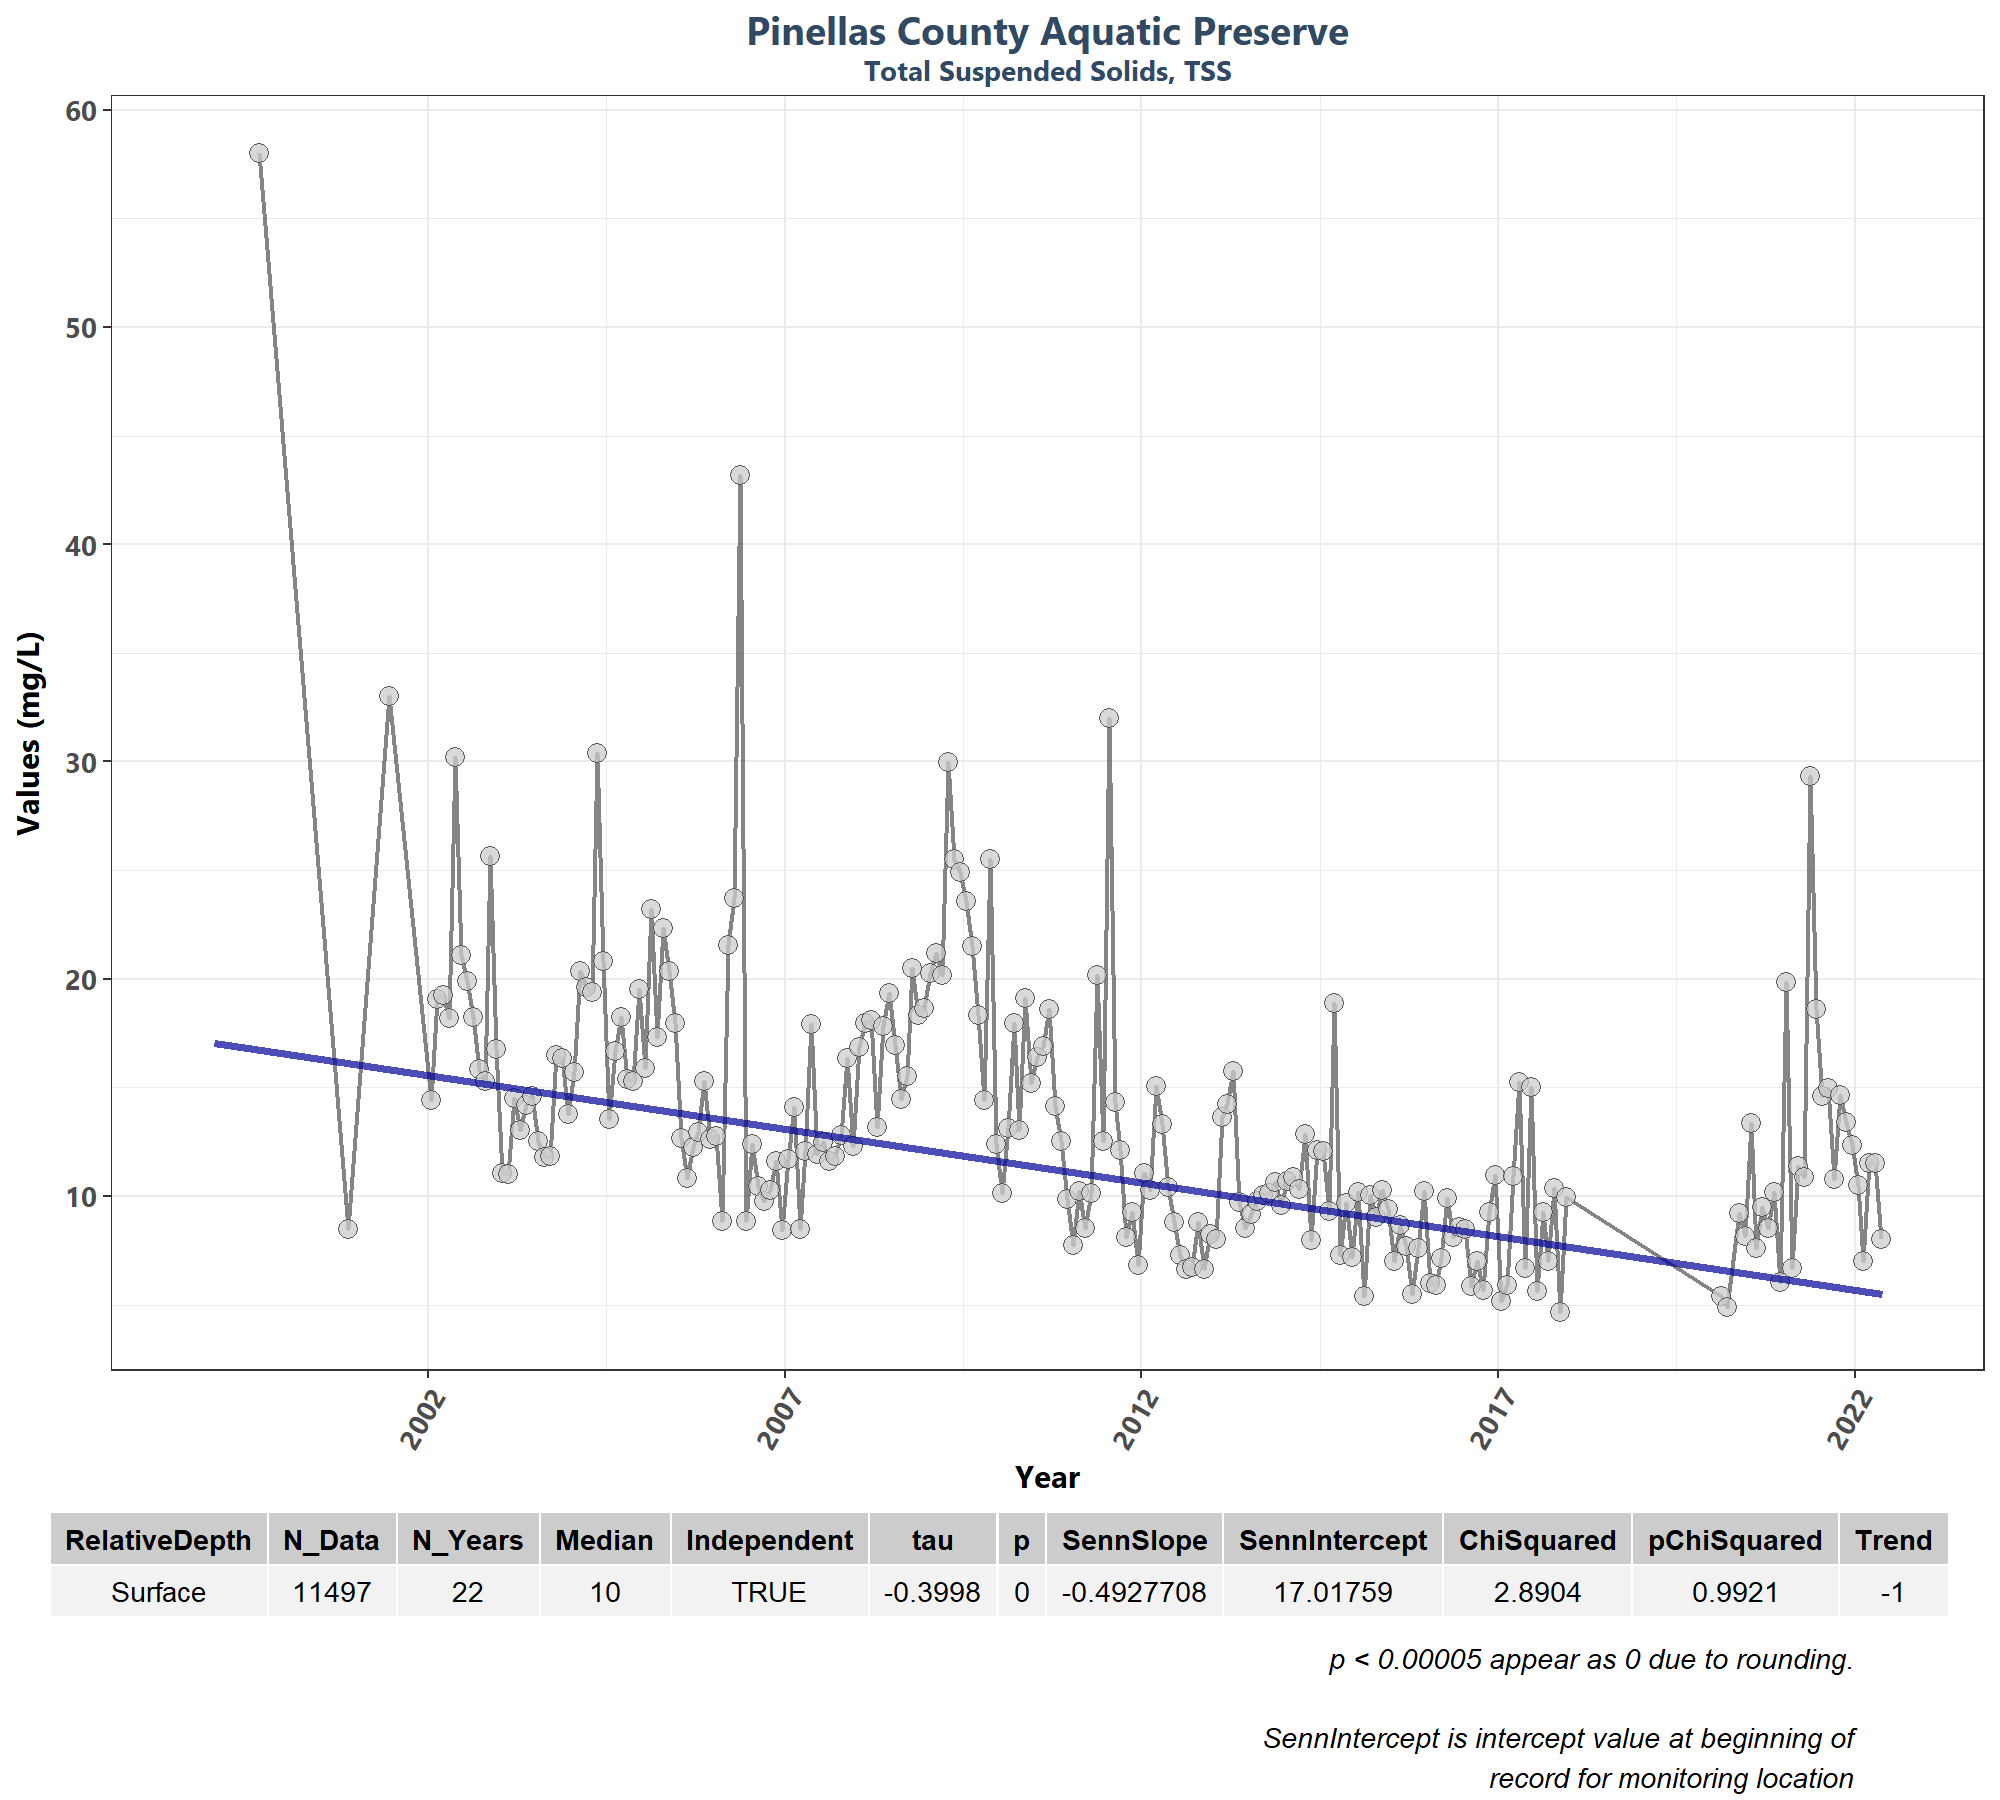 Pinellas County Aquatic Preserve
Total Suspended Solids, TSS
60
50
40
30
20
10
Values (mg/L)
2002
2007
2012
2017
2022
Year
RelativeDepth N_Data N_Years Median Independent tau p SennSlope SennIntercept ChiSquared pChiSquared Trend
Surface 11497 22 10 TRUE -0.3998 0 -0.4927708 17.01759 2.8904 0.9921 -1
p < 0.00005 appear as 0 due to rounding.
SennIntercept is intercept value at beginning of
record for monitoring location